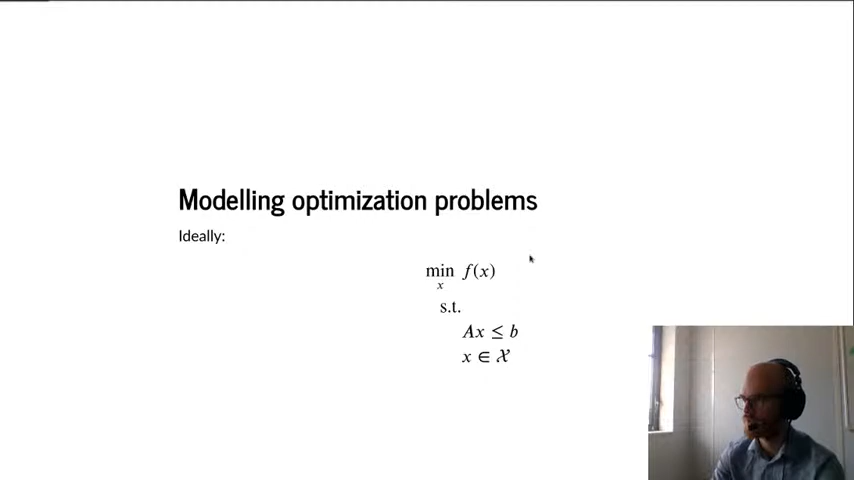 Modelling optimization problems
Ideally:
min f(x)
x
s.t.
Ax ≤ b
x ∈ 𝒳